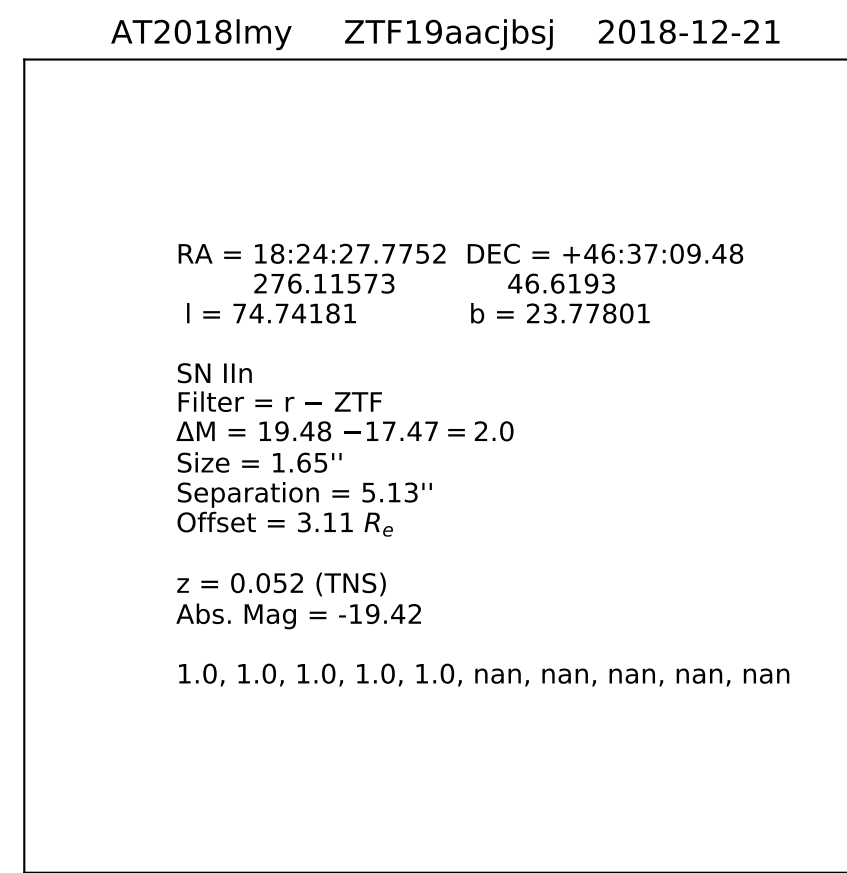 AT2018lmy ZTF19aacjbsj 2018-12-21
RA = 18:24:27.7752 DEC = +46:37:09.48
276.11573 46.6193
l = 74.74181 b = 23.77801
SN IIn
Filter = r − ZTF
ΔM = 19.48 −17.47 = 2.0
Size = 1.65''
Separation = 5.13''
Offset = 3.11 Rₑ
z = 0.052 (TNS)
Abs. Mag = -19.42
1.0, 1.0, 1.0, 1.0, 1.0, nan, nan, nan, nan, nan